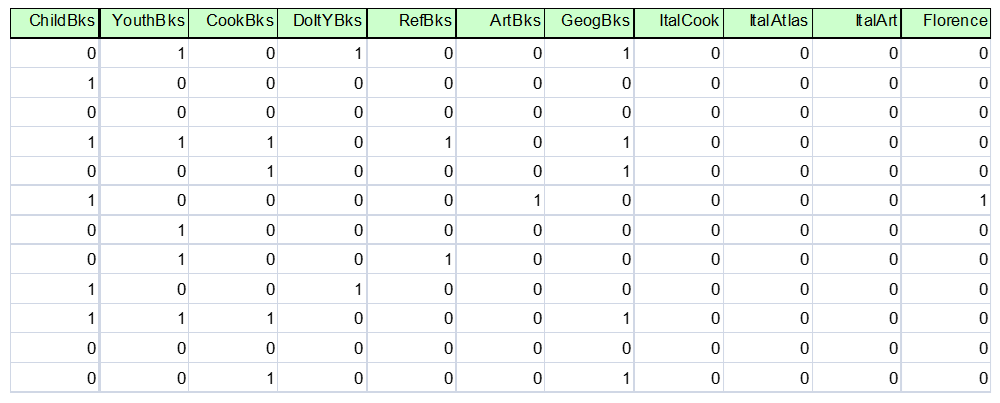 ChildBks YouthBks CookBks DoItYBks RefBks ArtBks GeogBks ItalCook ItalAtlas ItalArt Florence
0 1 0 1 0 0 1 0 0 0 0
1 0 0 0 0 0 0 0 0 0 0
0 0 0 0 0 0 0 0 0 0 0
1 1 1 0 1 0 1 0 0 0 0
0 0 1 0 0 0 1 0 0 0 0
1 0 0 0 0 1 0 0 0 0 1
0 1 0 0 0 0 0 0 0 0 0
0 1 0 0 1 0 0 0 0 0 0
1 0 0 1 0 0 0 0 0 0 0
1 1 1 0 0 0 1 0 0 0 0
0 0 0 0 0 0 0 0 0 0 0
0 0 1 0 0 0 1 0 0 0 0